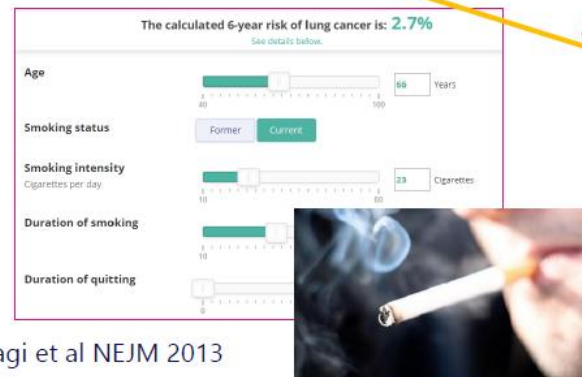 The calculated 6-year risk of lung cancer is: 2.7%
See details below.
Age
66 Years
40 100
Smoking status
Former Current
Smoking intensity
Cigarettes per day
23 Cigarettes
10 60
Duration of smoking
10
Duration of quitting
0
agi et al NEJM 2013